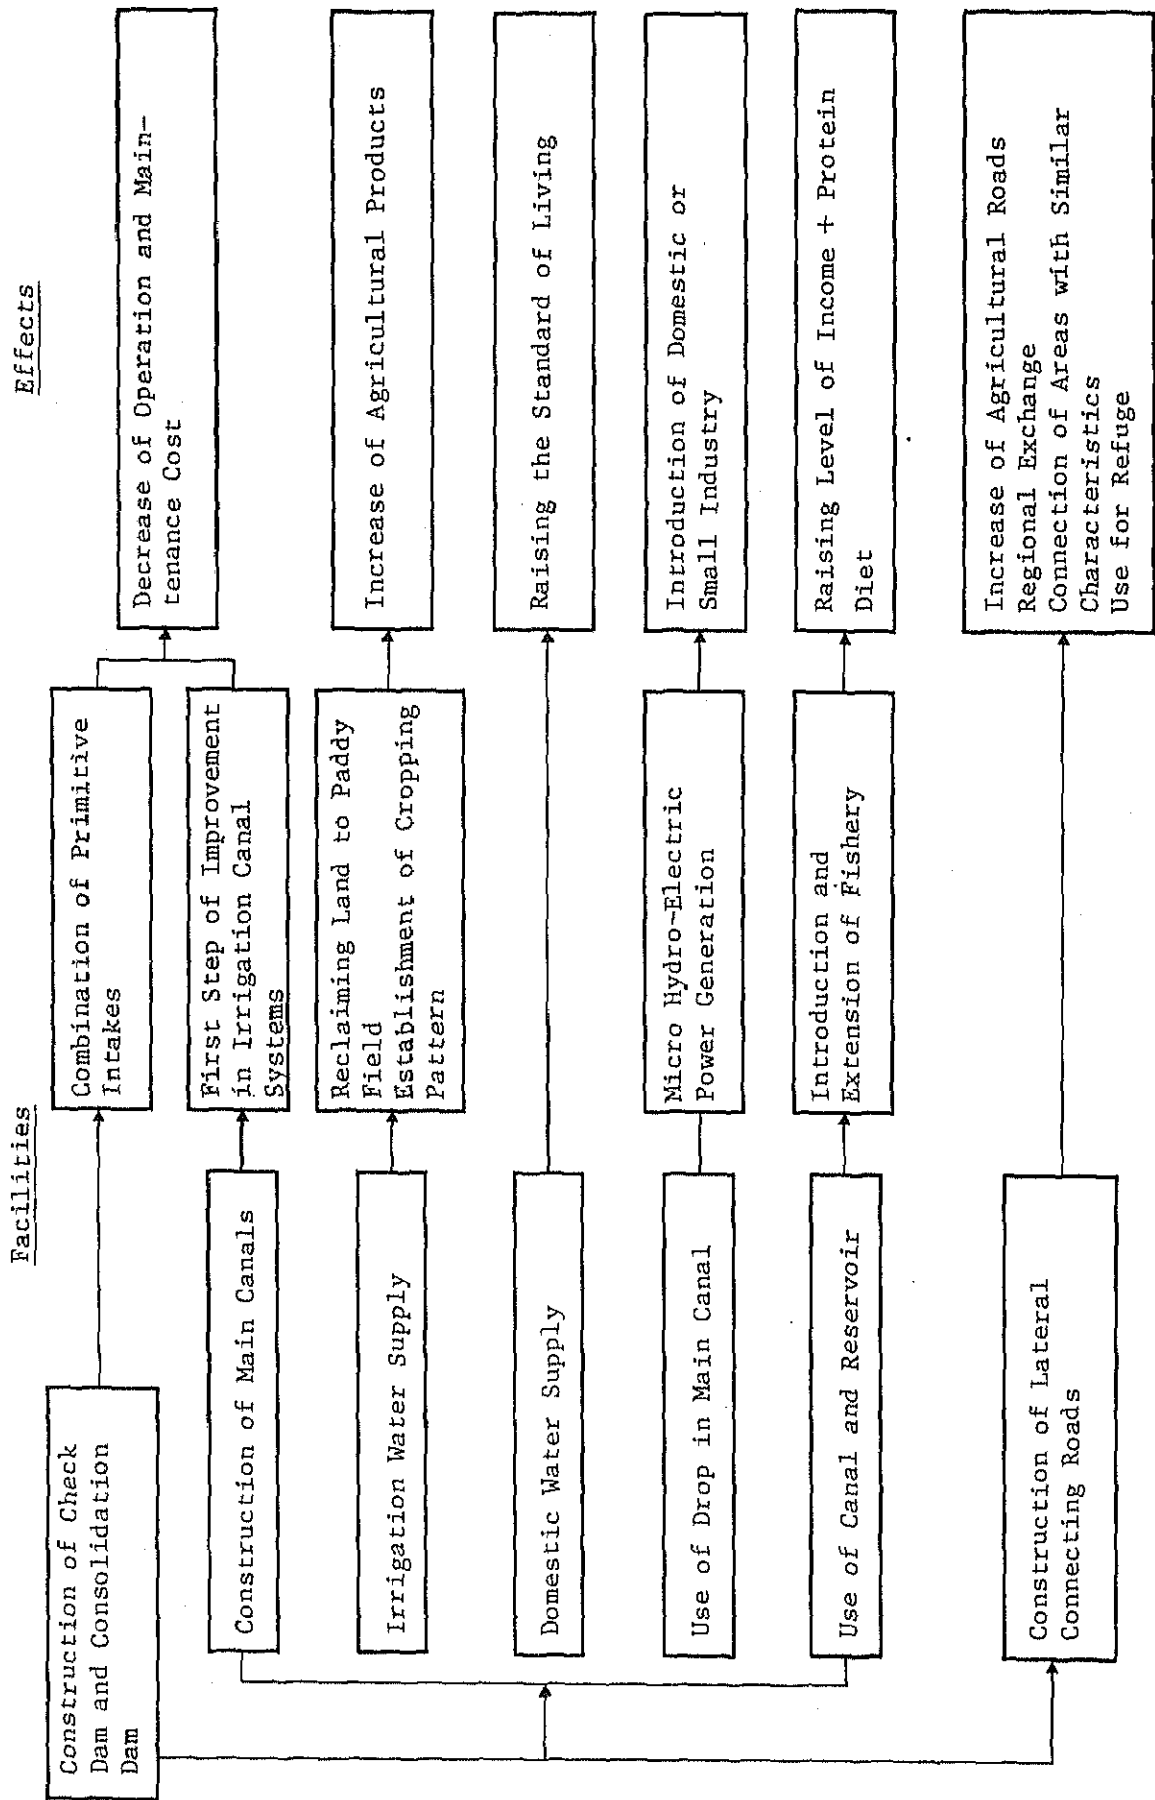 Facilities
Effects
Construction of Check
Dam and Consolidation
Dam
Combination of Primitive
Intakes
Decrease of Operation and Main-
tenance Cost
Construction of Main Canals
First Step of Improvement
in Irrigation Canal
Systems
Irrigation Water Supply
Reclaiming Land to Paddy
Field
Establishment of Cropping
Pattern
Increase of Agricultural Products
Domestic Water Supply
Raising the Standard of Living
Use of Drop in Main Canal
Micro Hydro-Electric
Power Generation
Introduction of Domestic or
Small Industry
Use of Canal and Reservoir
Introduction and
Extension of Fishery
Raising Level of Income + Protein
Diet
Construction of Lateral
Connecting Roads
Increase of Agricultural Roads
Regional Exchange
Connection of Areas with Similar
Characteristics
Use for Refuge